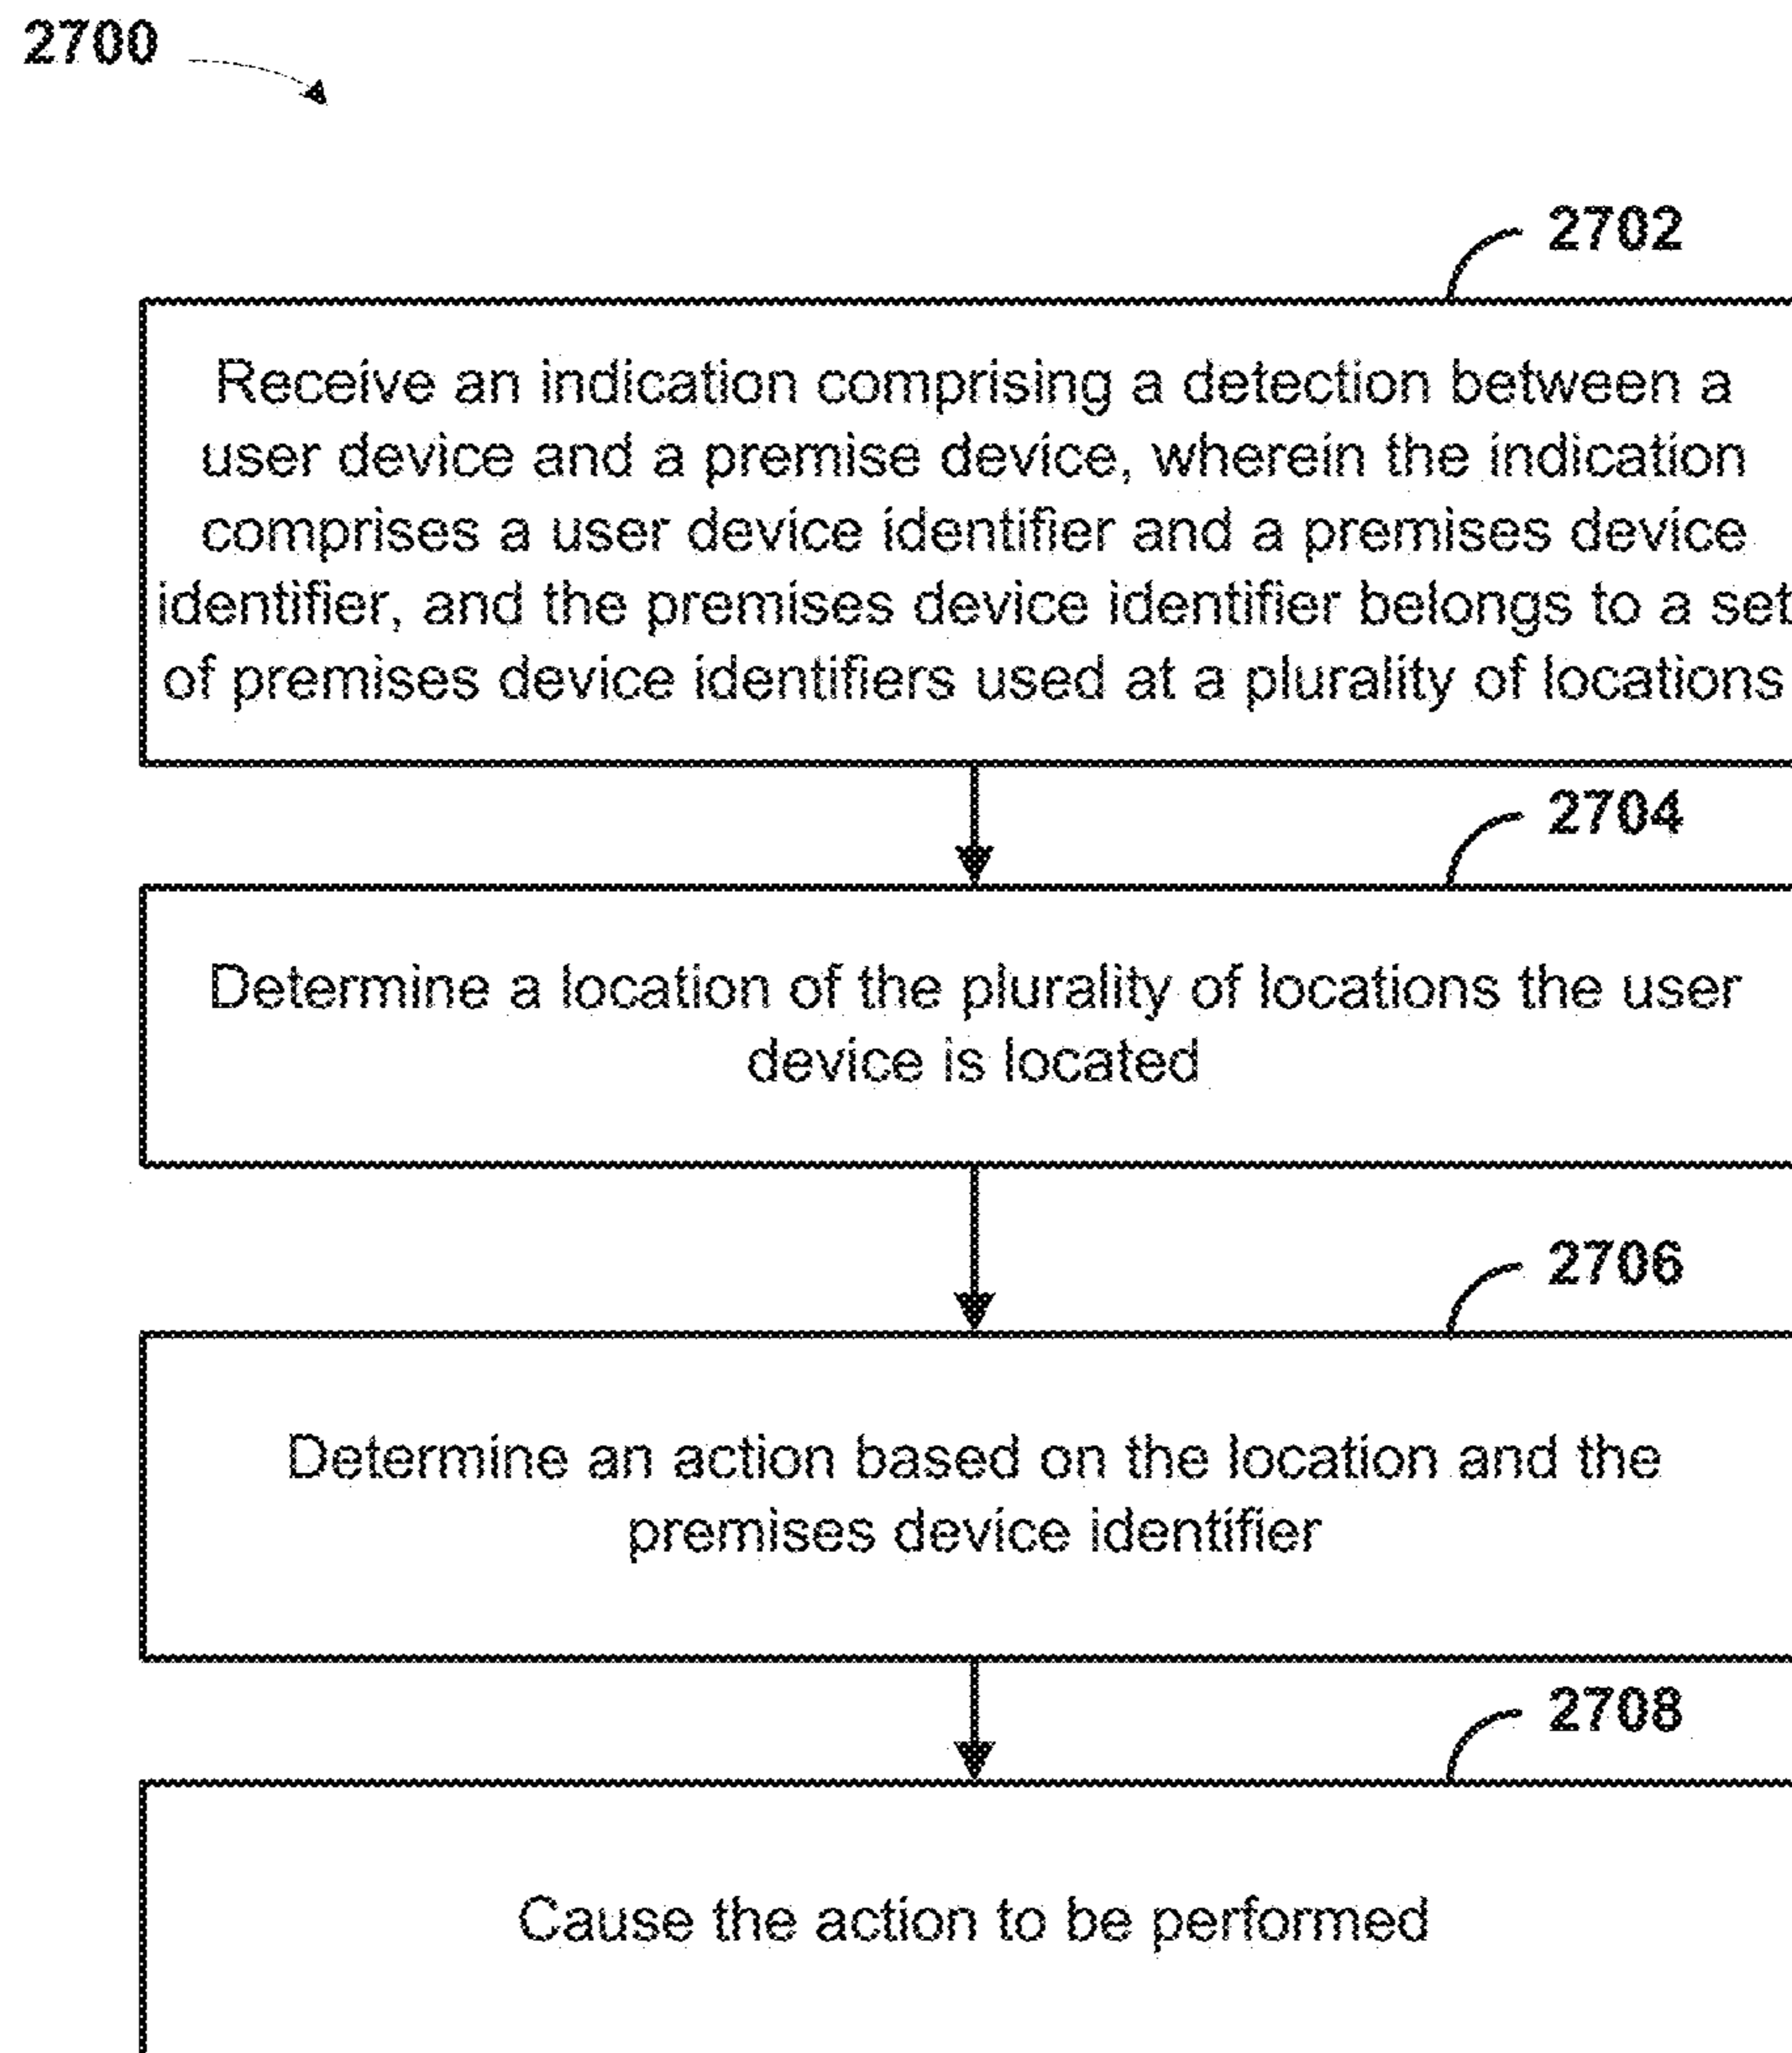 2700
2702
Receive an indication comprising a detection between a
user device and a premise device, wherein the indication
comprises a user device identifier and a premises device
identifier, and the premises device identifier belongs to a set
of premises device identifiers used at a plurality of locations
2704
Determine a location of the plurality of locations the user
device is located
2706
Determine an action based on the location and the
premises device identifier
2708
Cause the action to be performed